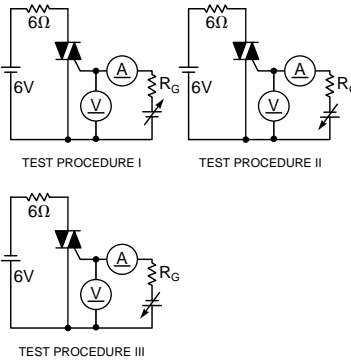 6Ω
A
RG
6V
V
TEST PROCEDURE I
6Ω
A
RG
6V
V
TEST PROCEDURE II
6Ω
A
RG
6V
V
TEST PROCEDURE III